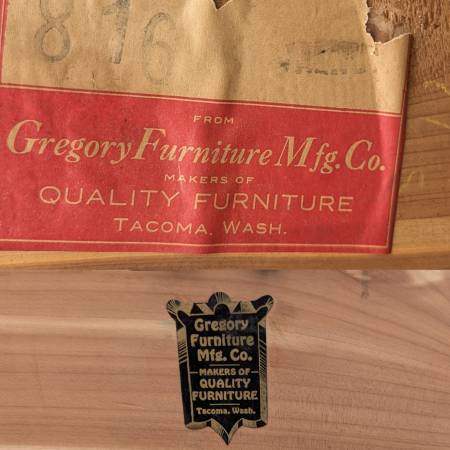 816
FROM
Gregory Furniture Mfg. Co.
MAKERS OF
QUALITY FURNITURE
TACOMA, WASH.
Gregory
Furniture
Mfg. Co.
MAKERS OF
QUALITY
FURNITURE
Tacoma, Wash.